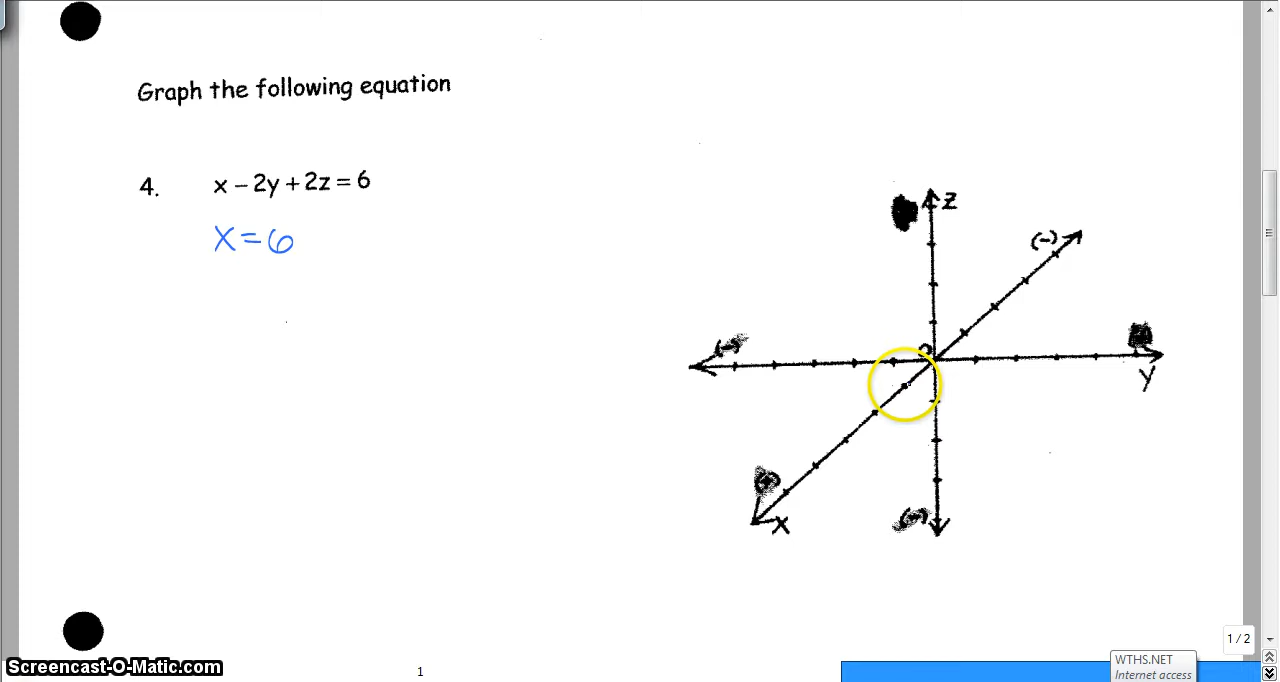 Graph the following equation
4. x – 2y + 2z = 6
x = 6
z
(-)
(-)
y
(+)
x
(-)
1 / 2
Screencast-O-Matic.com
1
WTHS.NET
Internet access